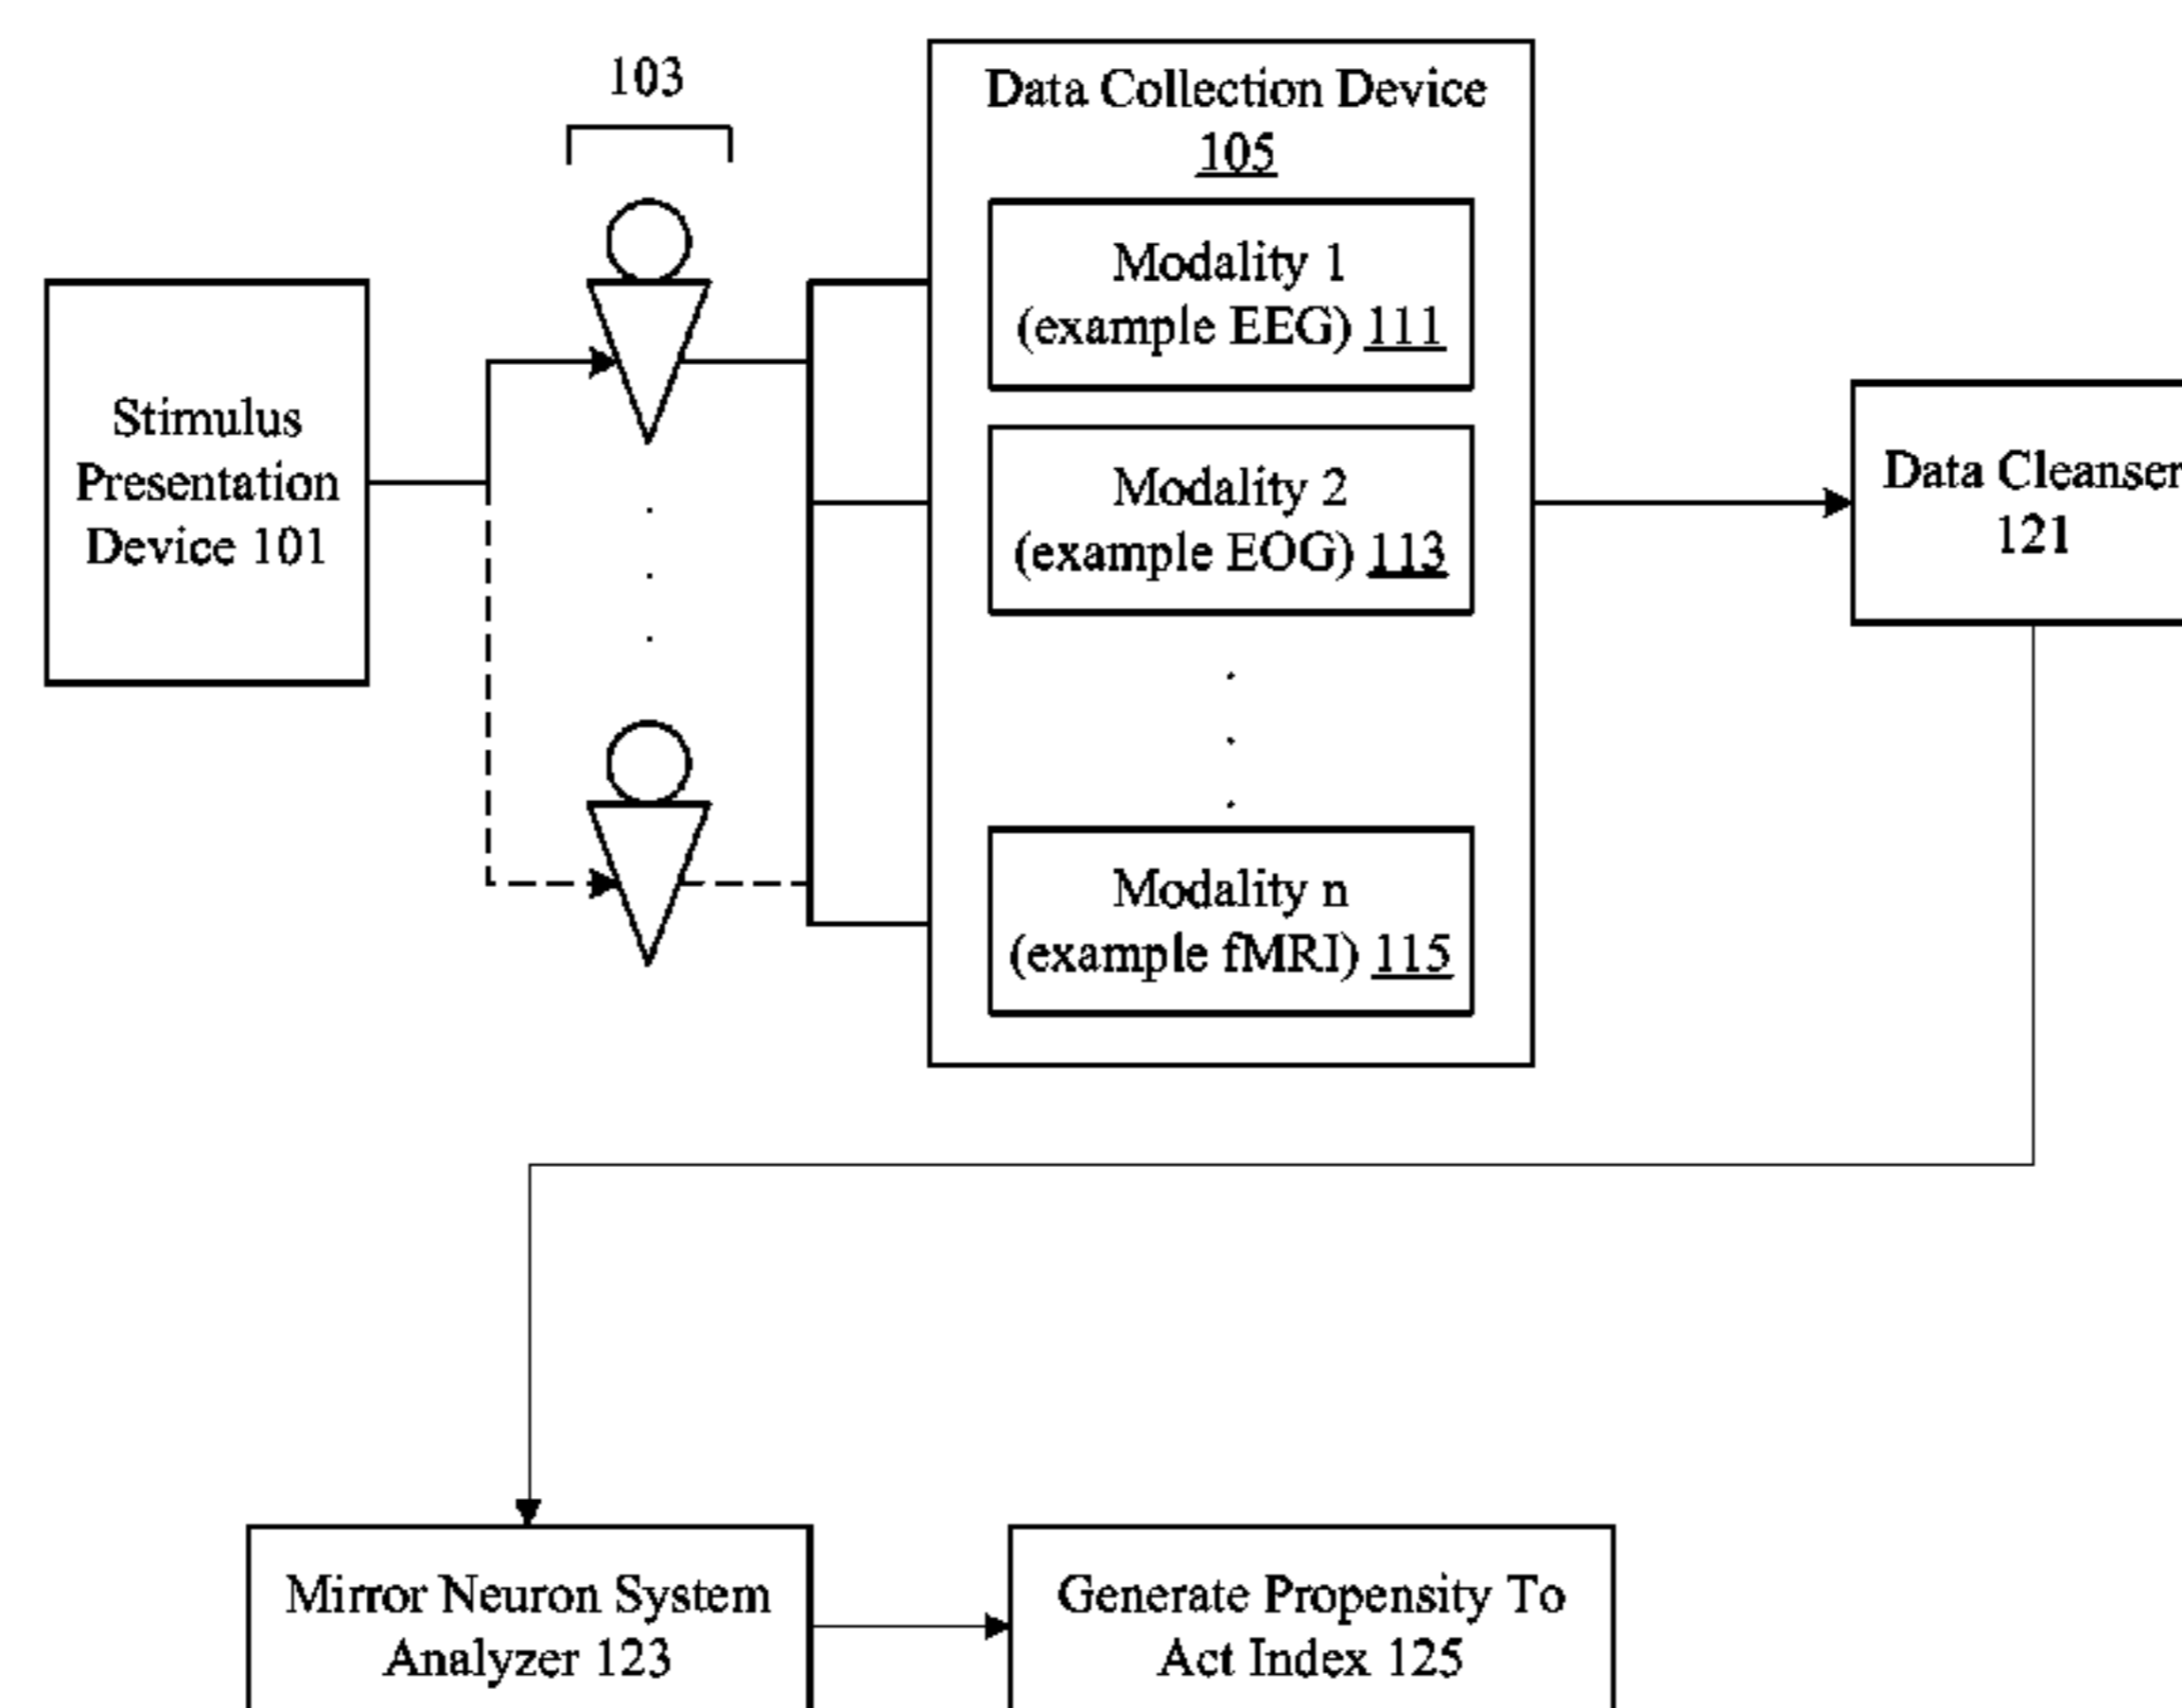 103
Data Collection Device
105
Modality 1
(example EEG) 111
Stimulus
Presentation
Device 101
Modality 2
(example EOG) 113
Data Cleanser
121
Modality n
(example fMRI) 115
Mirror Neuron System
Analyzer 123
Generate Propensity To
Act Index 125